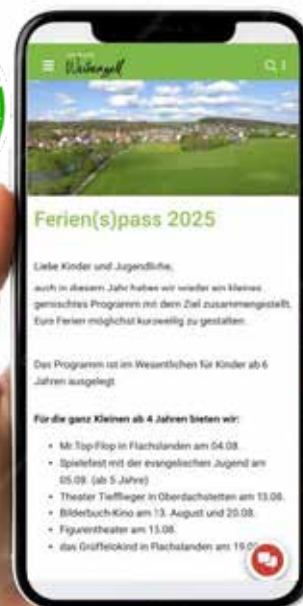 Weihenzell
Ferien(s)pass 2025
Liebe Kinder und Jugendliche,
auch in diesem Jahr haben wir wieder ein kleines
gemischtes Programm mit dem Ziel zusammengestellt,
Eure Ferien möglichst kurzweilig zu gestalten.
Das Programm ist im Wesentlichen für Kinder ab 6
Jahren ausgelegt.
Für die ganz Kleinen ab 4 Jahren bieten wir:
• Mr. Top-Flop in Flachslanden am 04.08.
• Spielefest mit der evangelischen Jugend am
05.08. (ab 5 Jahre)
• Theater Tiefflieger in Oberdachstetten am 13.08.
• Bilderbuch-Kino am 13. August und 20.08.
• Figurentheater am 13.08.
• das Grüffelokind in Flachslanden am